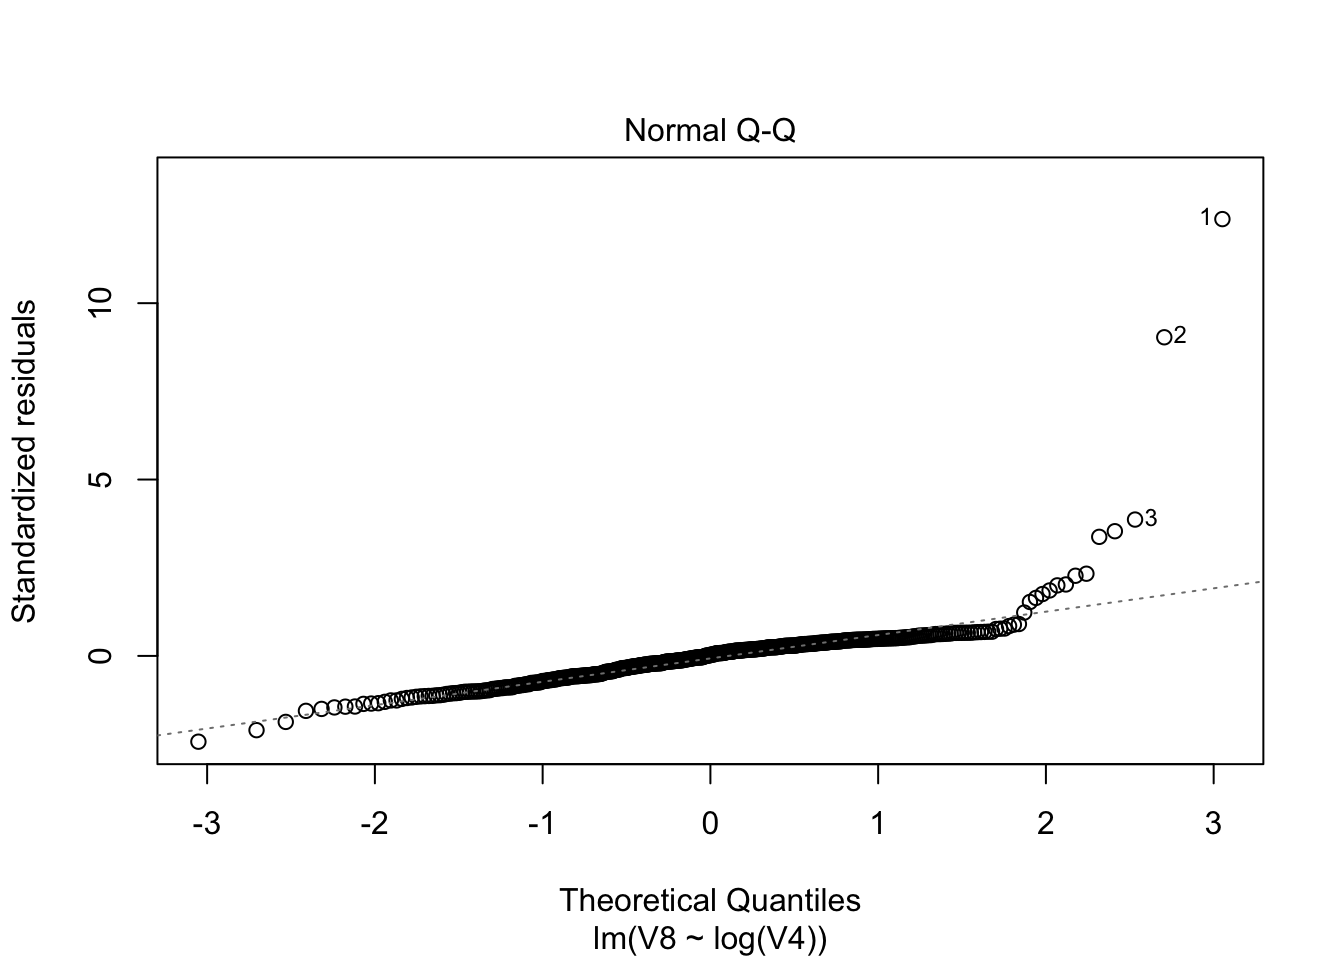 Normal Q-Q
Standardized residuals
10
5
0
1
2
3
-3 -2 -1 0 1 2 3
Theoretical Quantiles
lm(V8 ~ log(V4))